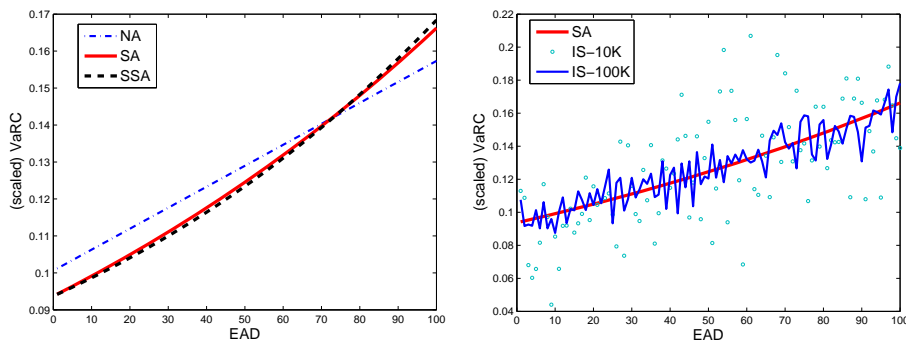 0.17
0.16
0.15
0.14
0.13
0.12
0.11
0.1
0.09
(scaled) VaRC
NA
SA
SSA
0 10 20 30 40 50 60 70 80 90 100
EAD
0.22
0.2
0.18
0.16
0.14
0.12
0.1
0.08
0.06
0.04
(scaled) VaRC
SA
IS-10K
IS-100K
0 10 20 30 40 50 60 70 80 90 100
EAD